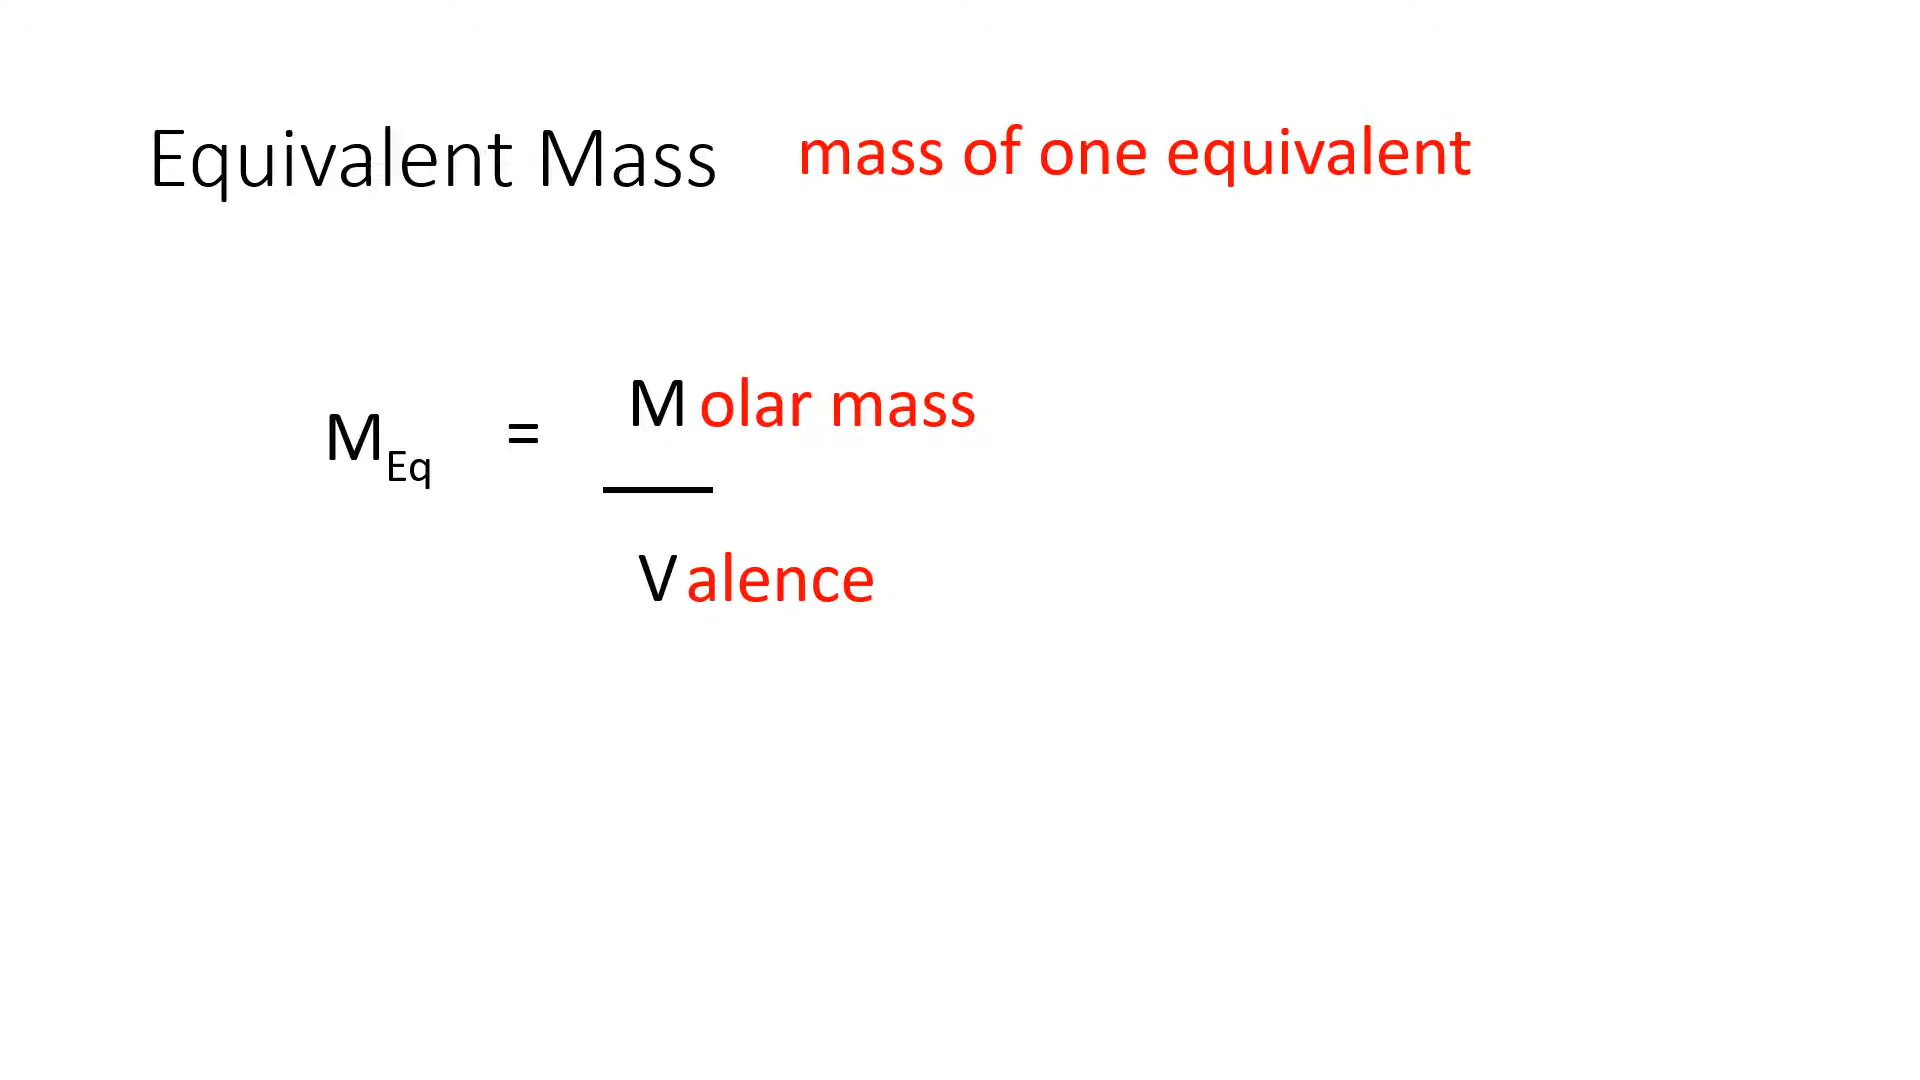 Equivalent Mass mass of one equivalent
M olar mass
MEq =
V alence